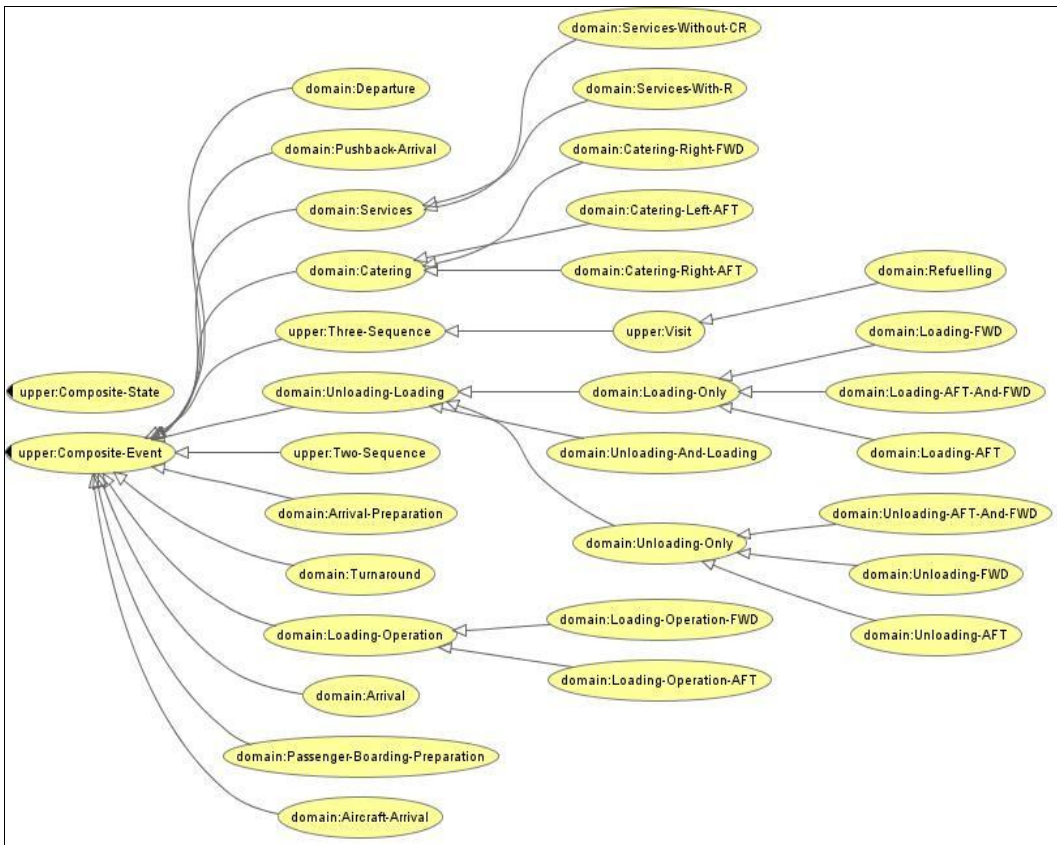 domain:Services-Without-CR
domain:Departure
domain:Services-With-R
domain:Pushback-Arrival
domain:Catering-Right-FWD
domain:Services
domain:Catering-Left-AFT
domain:Catering
domain:Catering-Right-AFT
domain:Refuelling
upper:Three-Sequence
upper:Visit
domain:Loading-FWD
upper:Composite-State
domain:Unloading-Loading
domain:Loading-Only
domain:Loading-AFT-And-FWD
upper:Composite-Event
upper:Two-Sequence
domain:Unloading-And-Loading
domain:Loading-AFT
domain:Arrival-Preparation
domain:Unloading-AFT-And-FWD
domain:Unloading-Only
domain:Turnaround
domain:Unloading-FWD
domain:Loading-Operation
domain:Loading-Operation-FWD
domain:Unloading-AFT
domain:Loading-Operation-AFT
domain:Arrival
domain:Passenger-Boarding-Preparation
domain:Aircraft-Arrival